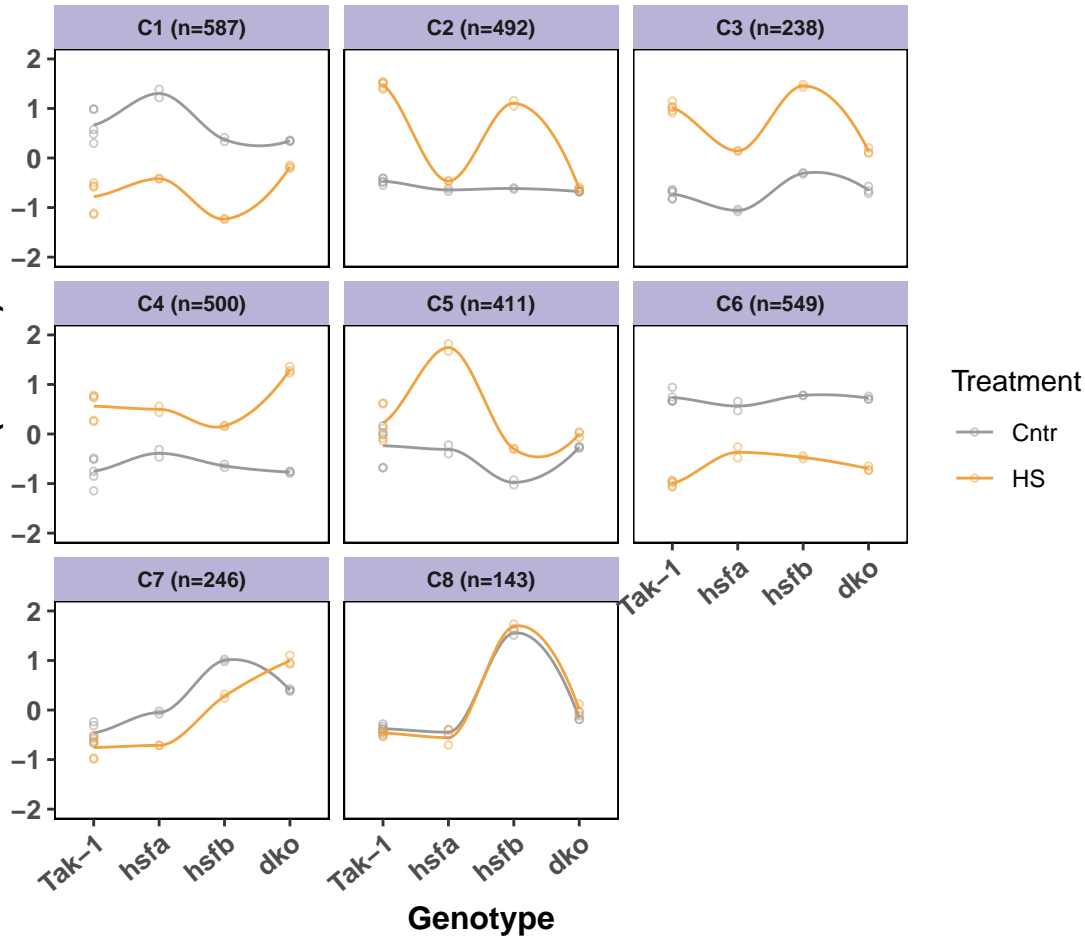 C1 (n=587) C2 (n=492) C3 (n=238)
2
1
0
−1
−2
C4 (n=500) C5 (n=411) C6 (n=549)
2
1
0
−1
−2
Treatment
Cntr
HS
C7 (n=246) C8 (n=143)
Tak−1 hsfa hsfb dko
2
1
0
−1
−2
Tak−1 hsfa hsfb dko Tak−1 hsfa hsfb dko
Genotype